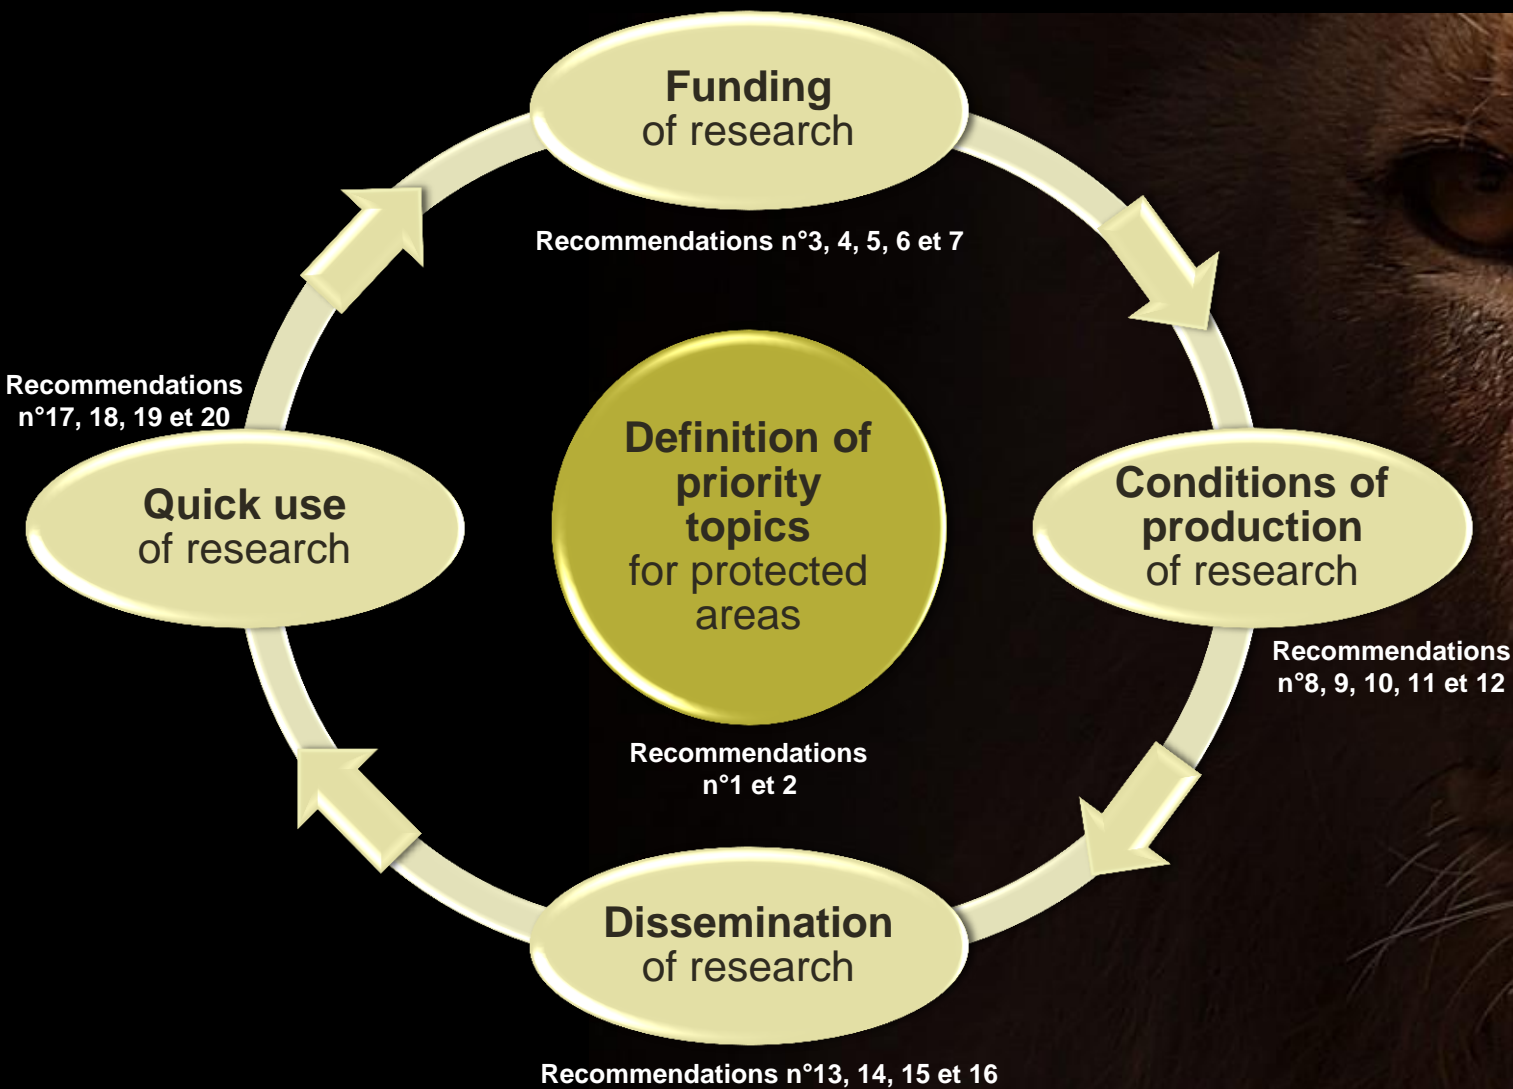 Funding
of research
Recommendations n°3, 4, 5, 6 et 7
Recommendations
n°17, 18, 19 et 20
Quick use
of research
Definition of
priority
topics
for protected
areas
Recommendations
n°1 et 2
Conditions of
production
of research
Recommendations
n°8, 9, 10, 11 et 12
Dissemination
of research
Recommendations n°13, 14, 15 et 16